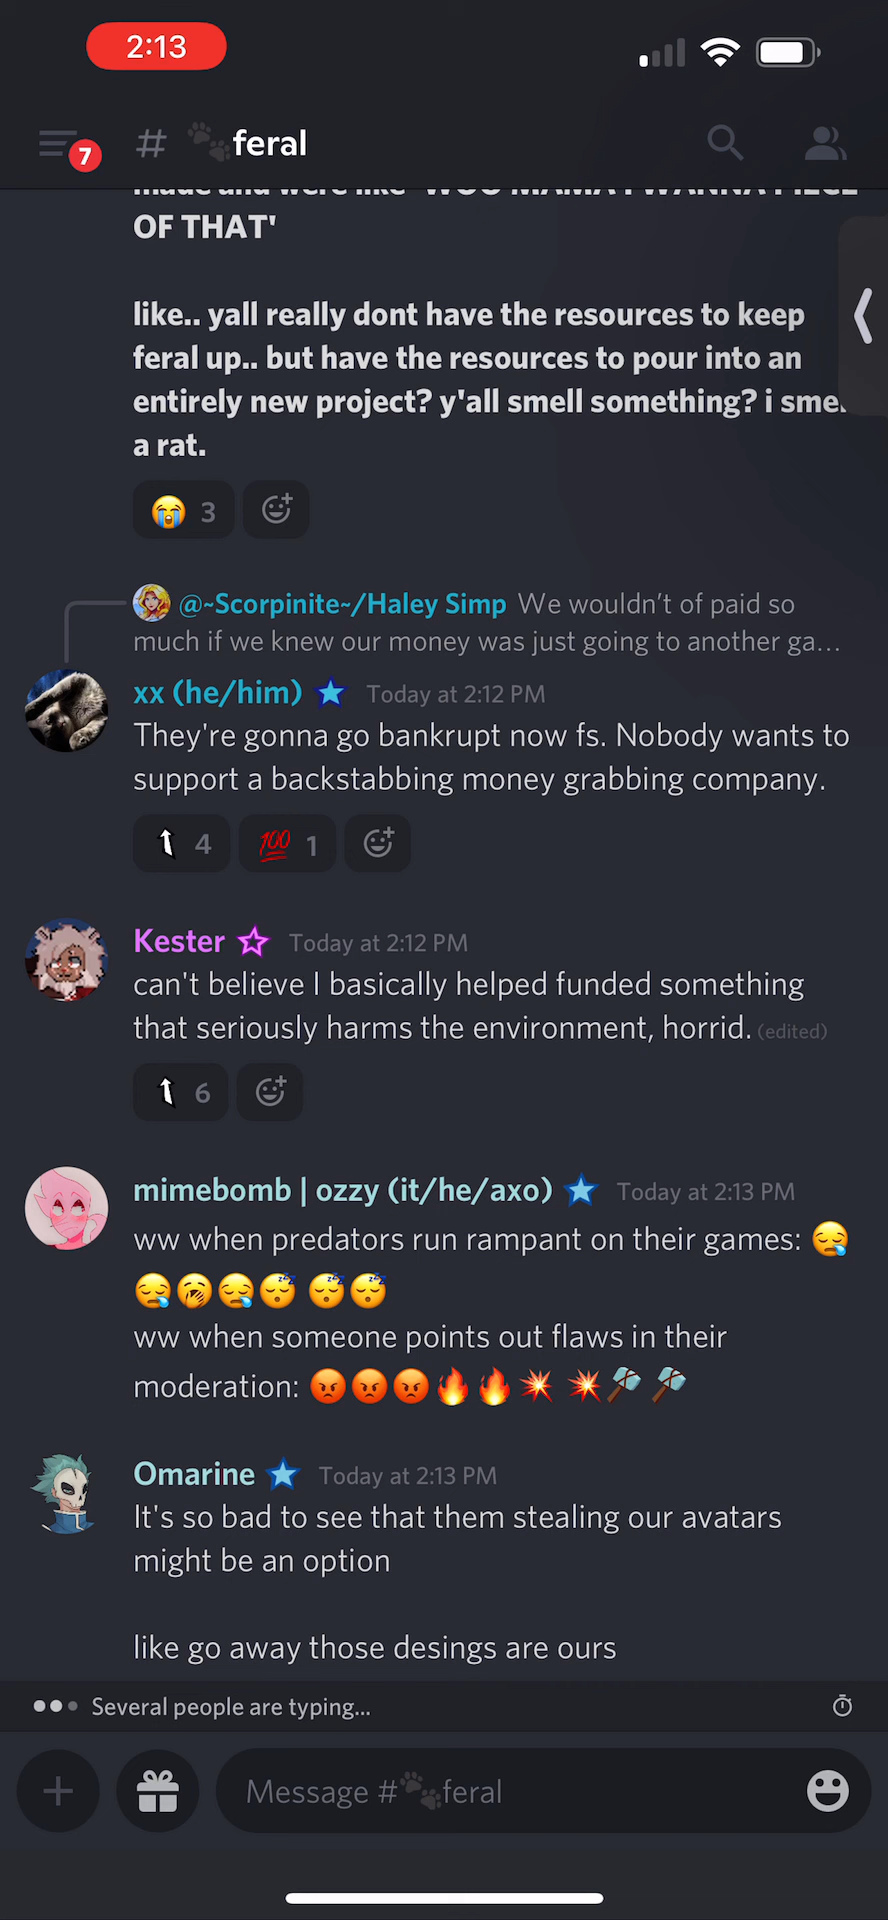 2:13
7
# feral
made and were like 'WOO MAMA I WANNA PIECE
OF THAT'
like.. yall really dont have the resources to keep
feral up.. but have the resources to pour into an
entirely new project? y'all smell something? i sme
a rat.
3
@~Scorpinite~/Haley Simp We wouldn't of paid so
much if we knew our money was just going to another ga...
xx (he/him) Today at 2:12 PM
They're gonna go bankrupt now fs. Nobody wants to
support a backstabbing money grabbing company.
4 100 1
Kester Today at 2:12 PM
can't believe I basically helped funded something
that seriously harms the environment, horrid. (edited)
6
mimebomb | ozzy (it/he/axo) Today at 2:13 PM
ww when predators run rampant on their games: 😪
😪🥱😪😴 😴😴
ww when someone points out flaws in their
moderation: 😡😡😡🔥🔥💥 💥🪓 🪓
Omarine Today at 2:13 PM
It's so bad to see that them stealing our avatars
might be an option
like go away those desings are ours
Several people are typing...
Message # feral